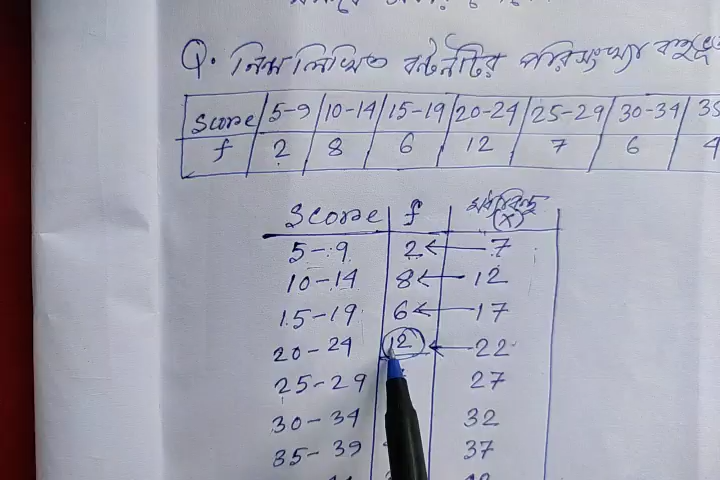 Q. নিম্নলিখিত বন্টনটির পরিসংখ্যা
Score 5-9 10-14 15-19 20-24 25-29 30-34 35
f 2 8 6 12 7 6 4
Score f মধ্যবিন্দু (x)
5-9 2 7
10-14 8 12
15-19 6 17
20-24 12 22
25-29 27
30-34 32
35-39 37